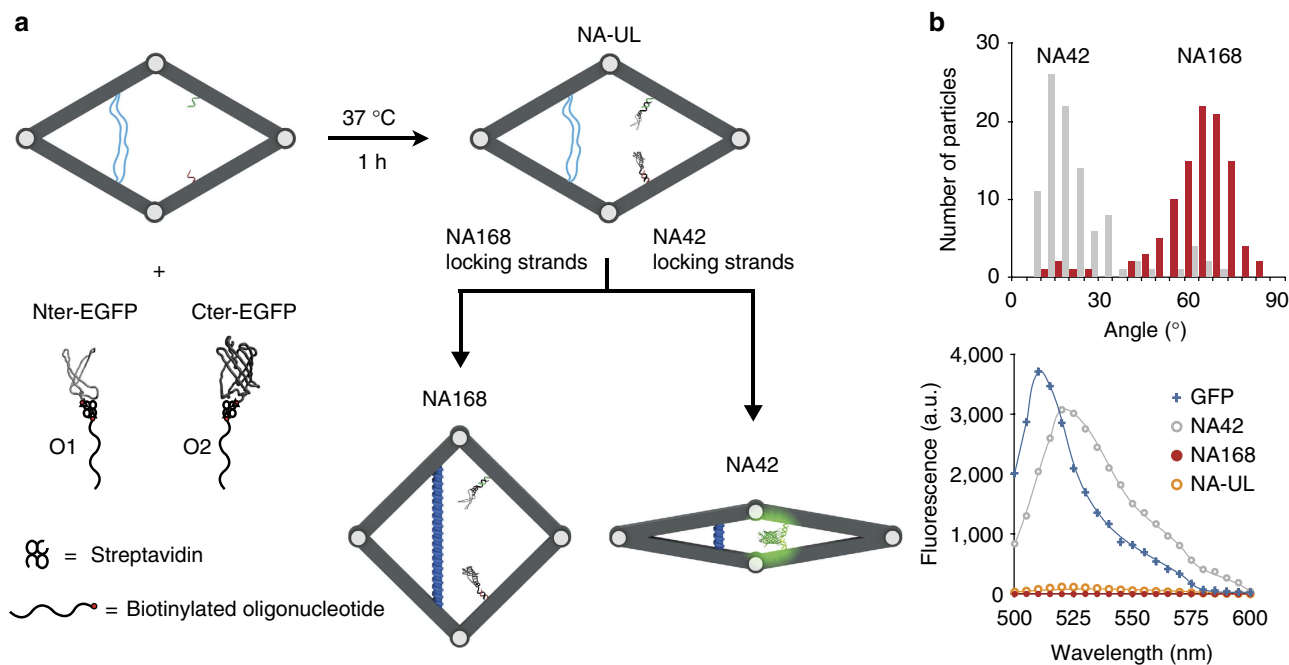 a
NA-UL
37 °C
1 h
NA168
locking strands
NA42
locking strands
+
Nter-EGFP
Cter-EGFP
O1
O2
= Streptavidin
= Biotinylated oligonucleotide
NA168
NA42
b
30
20
10
0
Number of particles
NA42
NA168
0
30
60
90
Angle (°)
4,000
3,000
2,000
1,000
0
Fluorescence (a.u.)
GFP
NA42
NA168
NA-UL
500
525
550
575
600
Wavelength (nm)